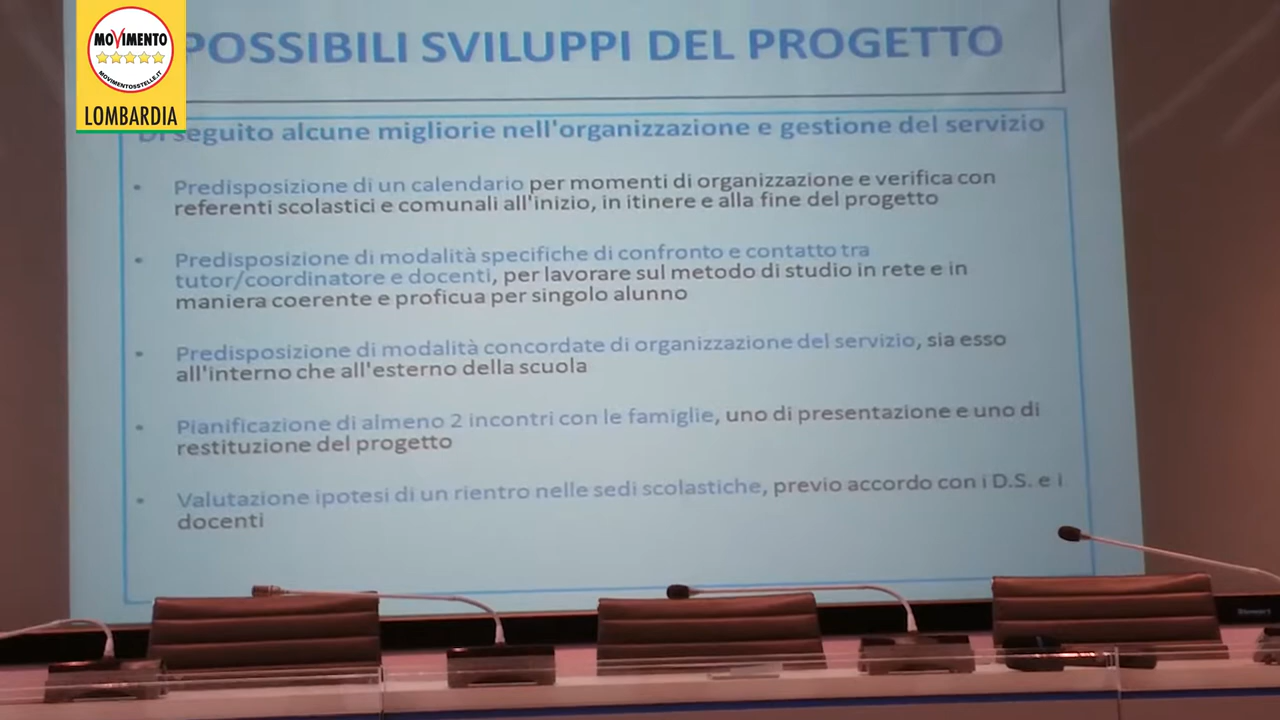 MOVIMENTO
MOVIMENTO5STELLE.IT
LOMBARDIA
POSSIBILI SVILUPPI DEL PROGETTO
Di seguito alcune migliorie nell'organizzazione e gestione del servizio
• Predisposizione di un calendario per momenti di organizzazione e verifica con
referenti scolastici e comunali all'inizio, in itinere e alla fine del progetto
• Predisposizione di modalità specifiche di confronto e contatto tra
tutor/coordinatore e docenti, per lavorare sul metodo di studio in rete e in
maniera coerente e proficua per singolo alunno
• Predisposizione di modalità concordate di organizzazione del servizio, sia esso
all'interno che all'esterno della scuola
• Pianificazione di almeno 2 incontri con le famiglie, uno di presentazione e uno di
restituzione del progetto
• Valutazione ipotesi di un rientro nelle sedi scolastiche, previo accordo con i D.S. e i
docenti